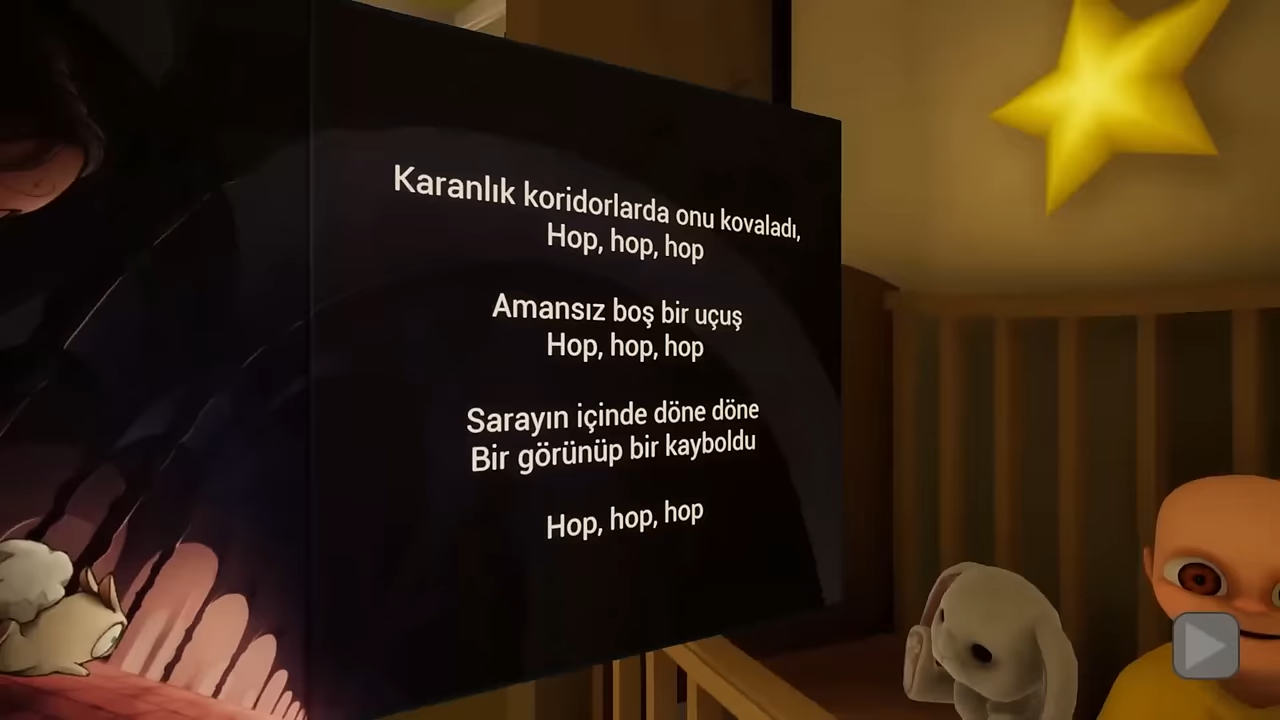 Karanlık koridorlarda onu kovaladı,
Hop, hop, hop
Amansız boş bir uçuş
Hop, hop, hop
Sarayın içinde döne döne
Bir görünüp bir kayboldu
Hop, hop, hop